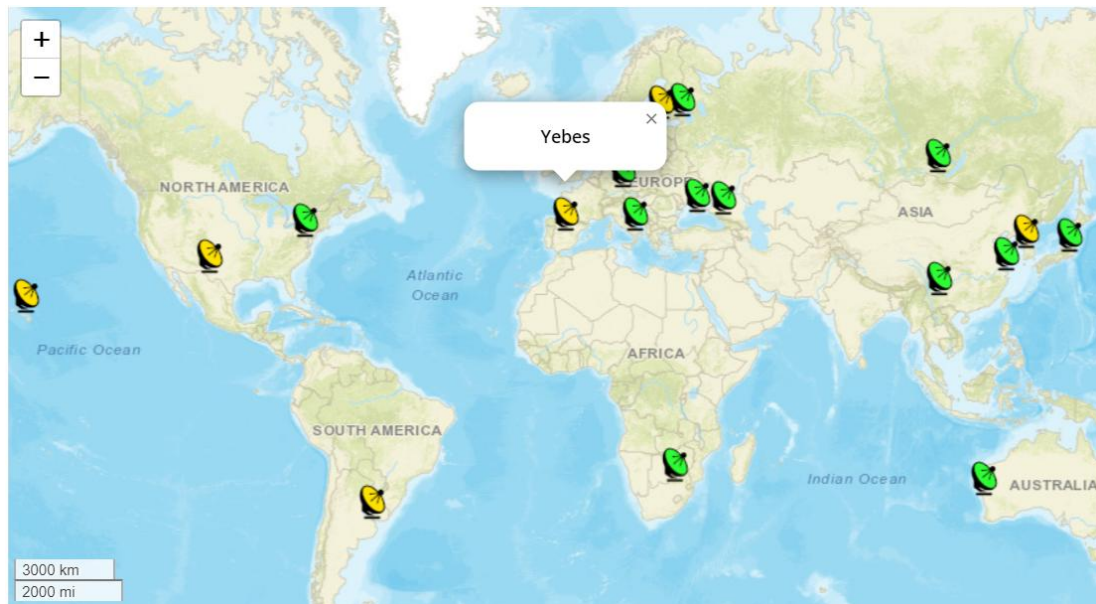 +
−
Yebes
×
EUROPE
NORTH AMERICA
ASIA
Atlantic
Ocean
Pacific Ocean
AFRICA
SOUTH AMERICA
Indian Ocean
AUSTRALIA
3000 km
2000 mi